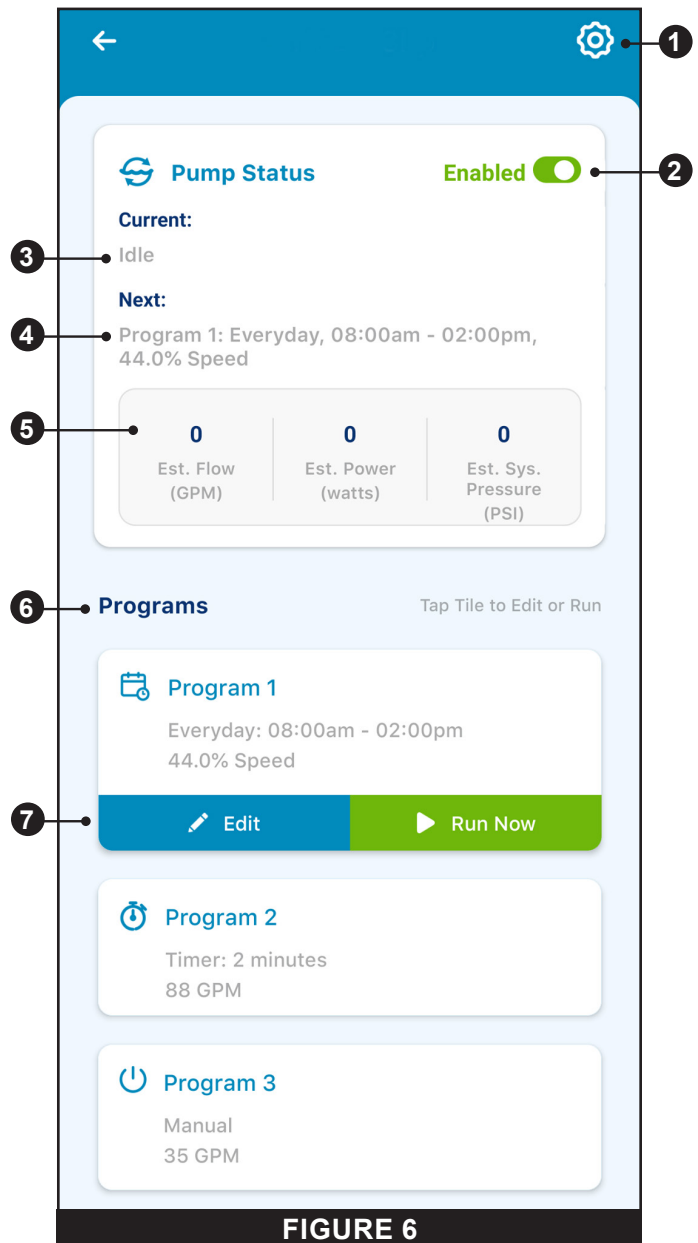 1
Pump Status
Enabled
2
Current:
3
Idle
Next:
4
Program 1: Everyday, 08:00am - 02:00pm,
44.0% Speed
5
0
Est. Flow
(GPM)
0
Est. Power
(watts)
0
Est. Sys.
Pressure
(PSI)
6
Programs
Tap Tile to Edit or Run
Program 1
Everyday: 08:00am - 02:00pm
44.0% Speed
7
Edit
Run Now
Program 2
Timer: 2 minutes
88 GPM
Program 3
Manual
35 GPM
FIGURE 6